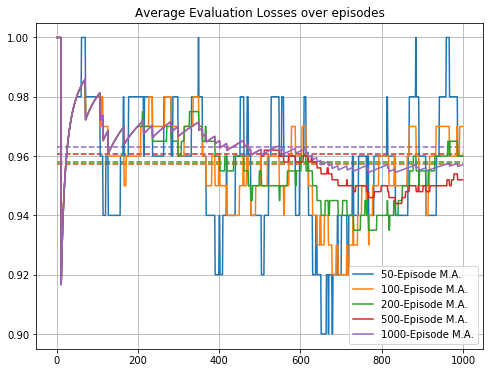 Average Evaluation Losses over episodes
1.00
0.98
0.96
0.94
0.92
0.90
0 200 400 600 800 1000
50-Episode M.A.
100-Episode M.A.
200-Episode M.A.
500-Episode M.A.
1000-Episode M.A.